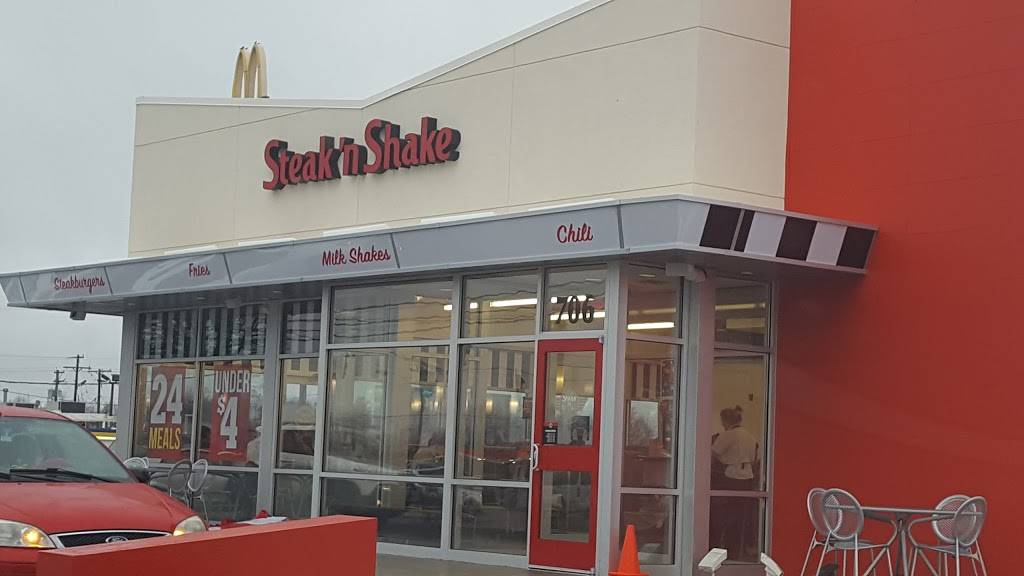 Steak 'n Shake
Steakburgers
Fries
Milk Shakes
Chili
706
24
MEALS
UNDER
$4